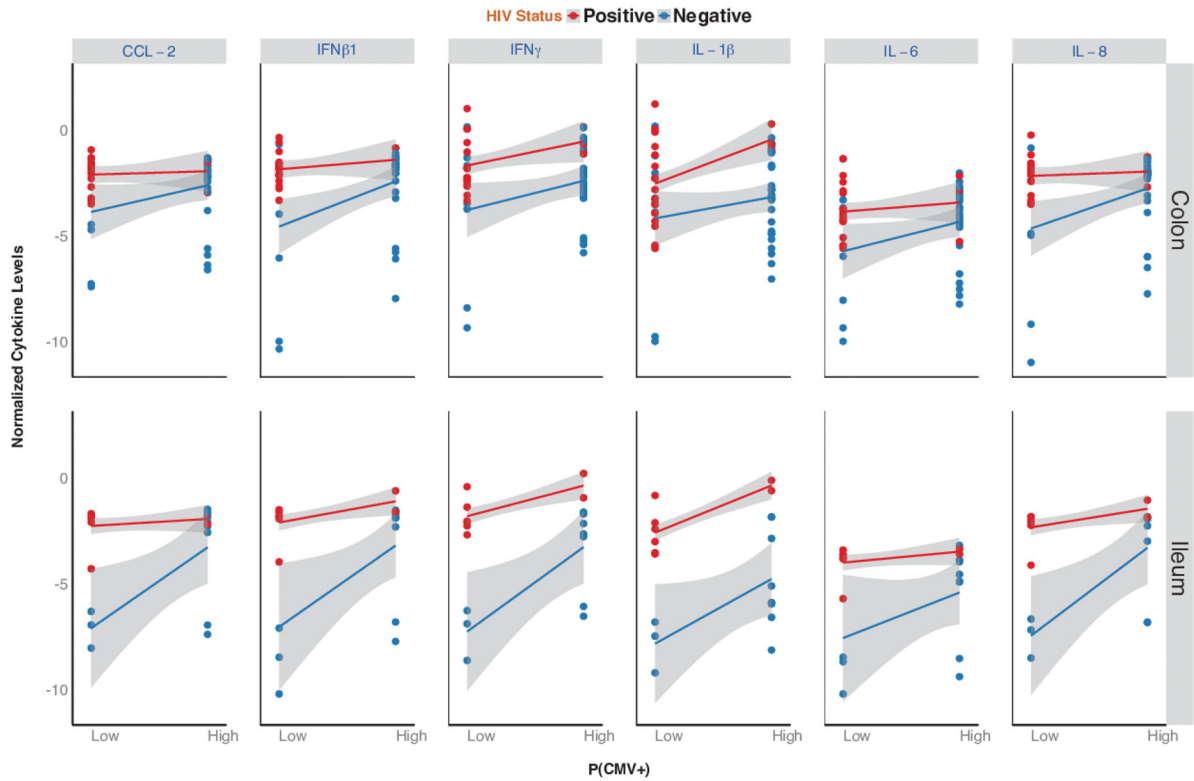 HIV Status Positive Negative
CCL – 2 IFNβ1 IFNγ IL – 1β IL – 6 IL – 8
0
-5
-10
Colon
Normalized Cytokine Levels
0
-5
-10
Ileum
Low High Low High Low High Low High Low High Low High
P(CMV+)